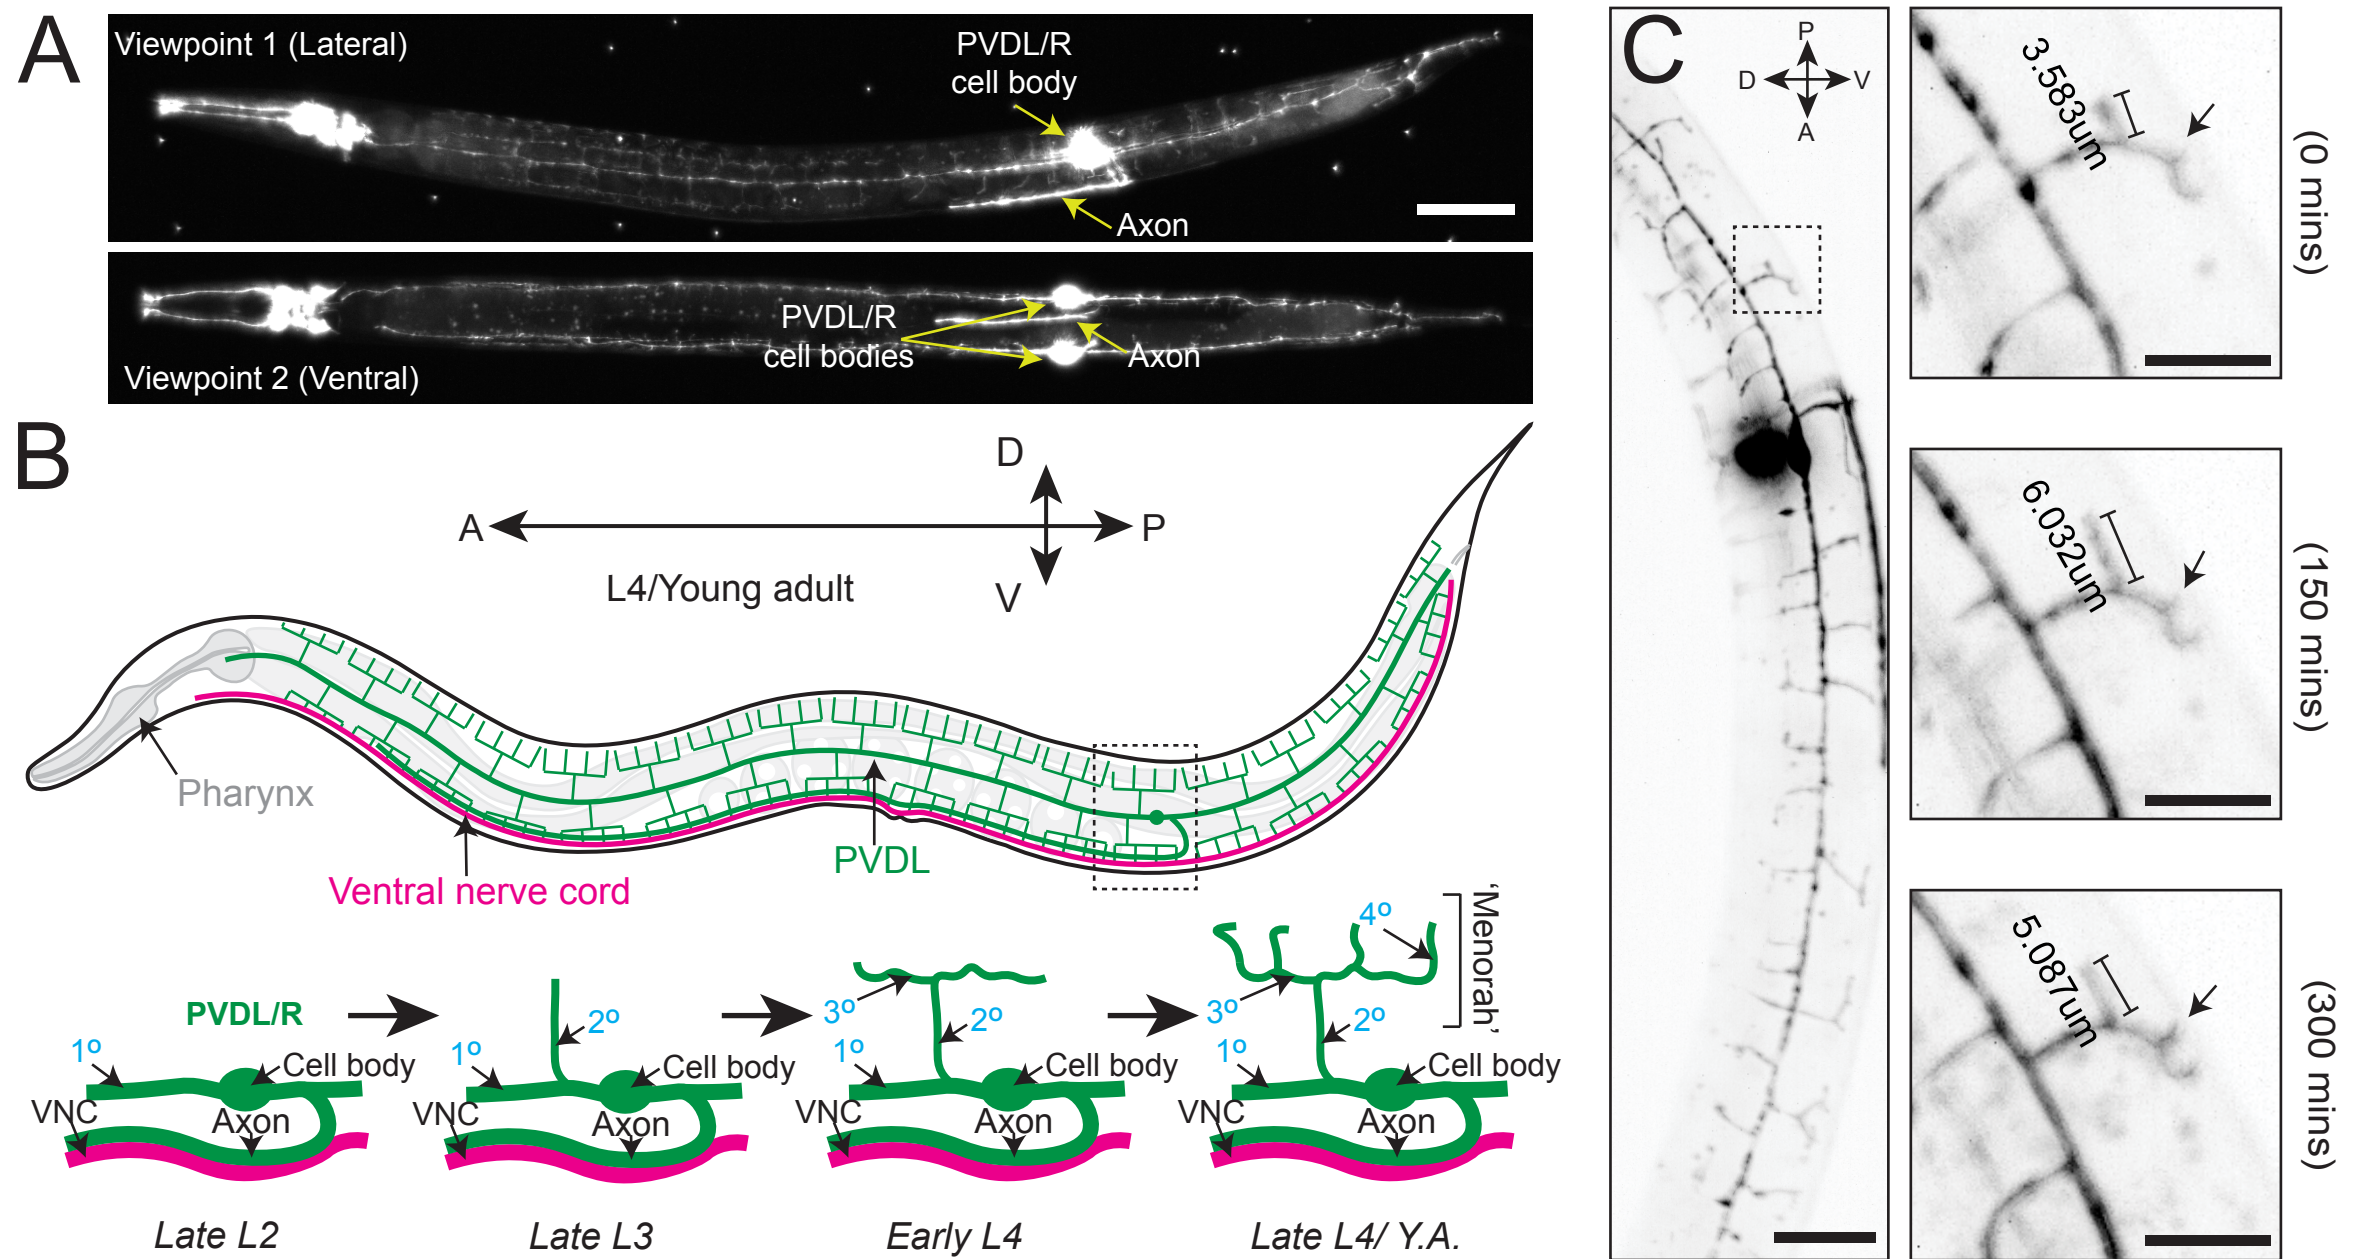 A
Viewpoint 1 (Lateral)
PVDL/R
cell body
Axon
PVDL/R
cell bodies
Axon
Viewpoint 2 (Ventral)
B
D
A
P
V
L4/Young adult
Pharynx
Ventral nerve cord
PVDL
PVDL/R
1º
Cell body
VNC
Axon
Late L2
2º
1º
Cell body
VNC
Axon
Late L3
3º
2º
1º
Cell body
VNC
Axon
Early L4
4º
'Menorah'
3º
2º
1º
Cell body
VNC
Axon
Late L4/ Y.A.
C
P
D
V
A
3.583um
(0 mins)
6.032um
(150 mins)
5.087um
(300 mins)